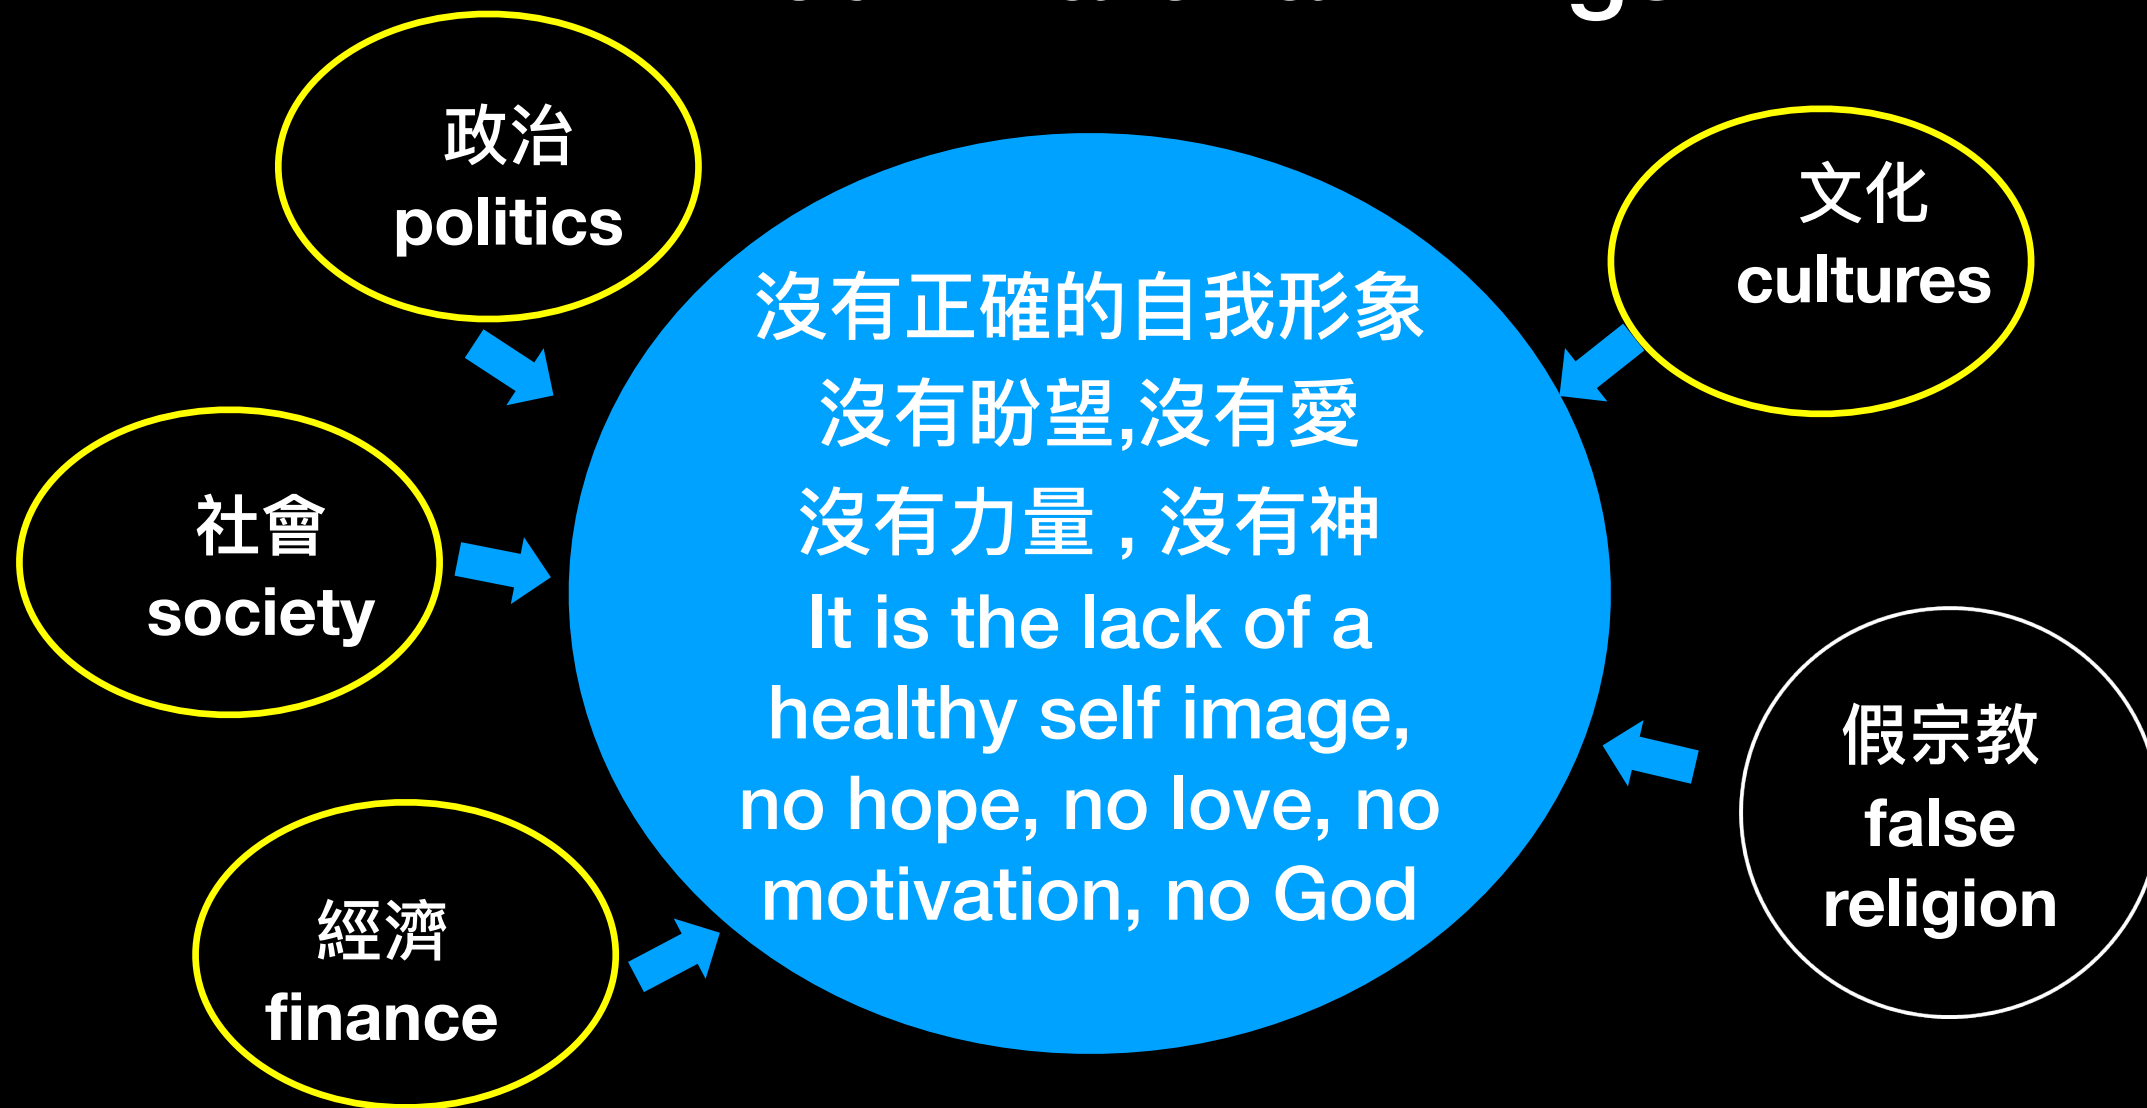 政治
politics
文化
cultures
沒有正確的自我形象
沒有盼望,沒有愛
沒有力量 , 沒有神
It is the lack of a
healthy self image,
no hope, no love, no
motivation, no God
社會
society
經濟
finance
假宗教
false
religion